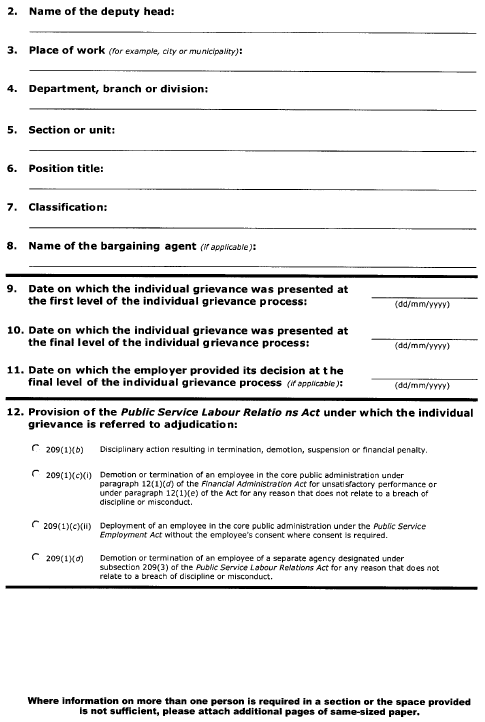 2. Name of the deputy head:
3. Place of work (for example, city or municipality):
4. Department, branch or division:
5. Section or unit:
6. Position title:
7. Classification:
8. Name of the bargaining agent (if applicable):
9. Date on which the individual grievance was presented at
the first level of the individual grievance process:
(dd/mm/yyyy)
10. Date on which the individual grievance was presented at
the final level of the individual grievance process:
(dd/mm/yyyy)
11. Date on which the employer provided its decision at the
final level of the individual grievance process (if applicable):
(dd/mm/yyyy)
12. Provision of the Public Service Labour Relatio ns Act under which the individual
grievance is referred to adjudication:
209(1)(b) Disciplinary action resulting in termination, demotion, suspension or financial penalty.
209(1)(c)(i) Demotion or termination of an employee in the core public administration under
paragraph 12(1)(d) of the Financial Administration Act for unsatisfactory performance or
under paragraph 12(1)(e) of the Act for any reason that does not relate to a breach of
discipline or misconduct.
209(1)(c)(ii) Deployment of an employee in the core public administration under the Public Service
Employment Act without the employee's consent where consent is required.
209(1)(d) Demotion or termination of an employee of a separate agency designated under
subsection 209(3) of the Public Service Labour Relations Act for any reason that does not
relate to a breach of discipline or misconduct.
Where information on more than one person is required in a section or the space provided
is not sufficient, please attach additional pages of same-sized paper.